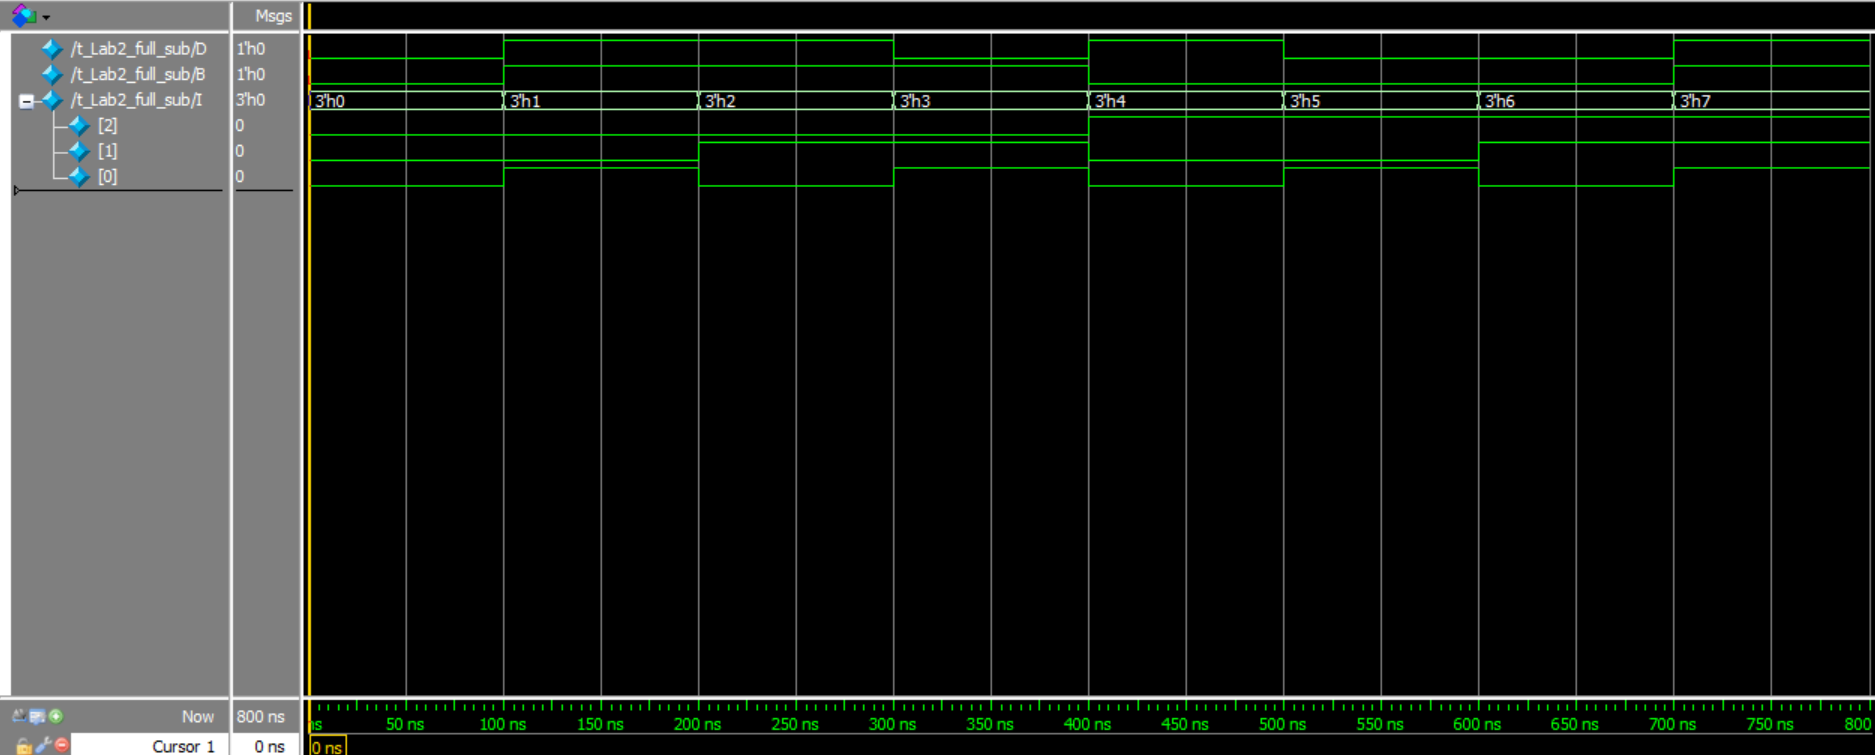 Msgs
/t_Lab2_full_sub/D 1'h0
/t_Lab2_full_sub/B 1'h0
/t_Lab2_full_sub/I 3'h0 3'h0 3'h1 3'h2 3'h3 3'h4 3'h5 3'h6 3'h7
[2] 0
[1] 0
[0] 0
Now 800 ns ns 50 ns 100 ns 150 ns 200 ns 250 ns 300 ns 350 ns 400 ns 450 ns 500 ns 550 ns 600 ns 650 ns 700 ns 750 ns 800
Cursor 1 0 ns 0 ns